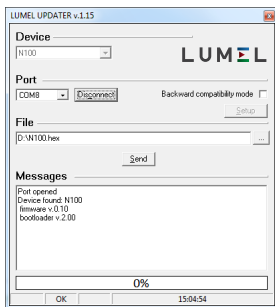 LUMEL UPDATER v.1.15
Device
N100
LUMEL
Port
COM8
Disconnect
Backward compatibility mode
Setup
File
D:\N100.hex
...
Send
Messages
Port opened
Device found: N100
firmware v.0.10
bootloader v.2.00
0%
OK
15:04:54